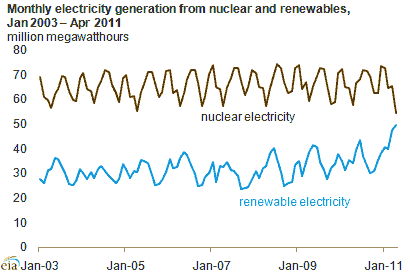 Monthly electricity generation from nuclear and renewables,
Jan 2003 – Apr 2011
million megawatthours
80
70
60
50
40
30
20
10
0
nuclear electricity
renewable electricity
Jan-03 Jan-05 Jan-07 Jan-09 Jan-11
eia